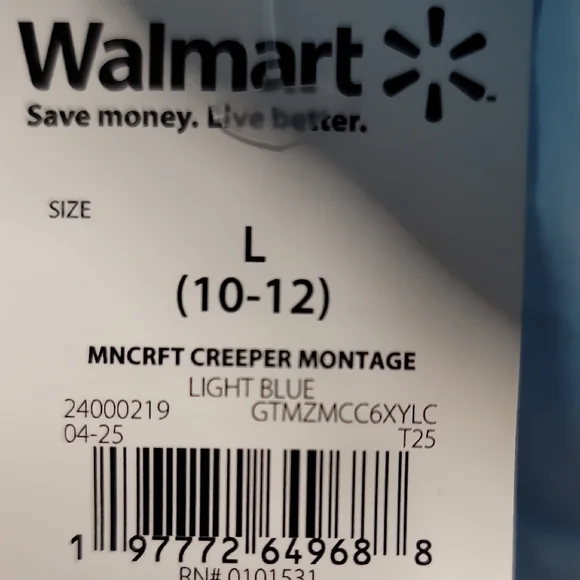 Walmart
Save money. Live better.
SIZE
L
(10-12)
MNCRFT CREEPER MONTAGE
LIGHT BLUE
24000219 GTMZMCC6XYLC
04-25 T25
1 97772 64968 8
RN# 0101531